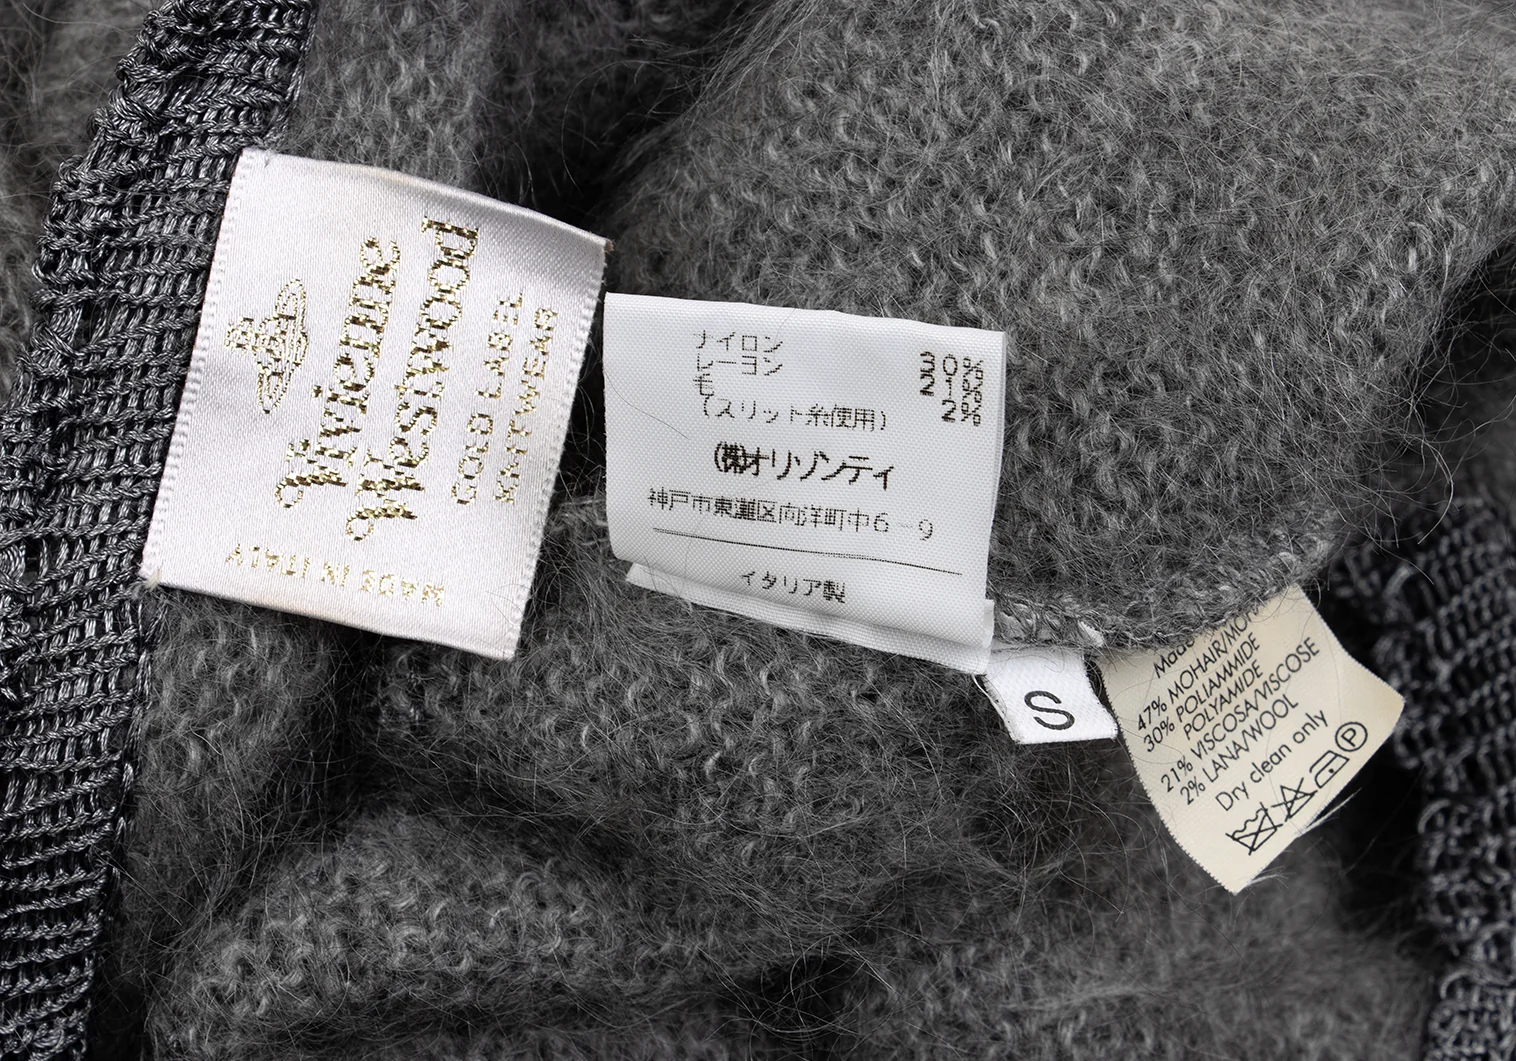 Vivienne
Westwood
GOLD LABEL
KNITWEAR
MADE IN ITALY
ナイロン 30%
レーヨン 21%
毛 2%
(スリット糸使用)
(株)オリゾンティ
神戸市東灘区向洋町中6-9
イタリア製
S
47% MOHAIR/MOH
30% POLIAMMIDE
POLYAMIDE
21% VISCOSA/VISCOSE
2% LANA/WOOL
Dry clean only
P